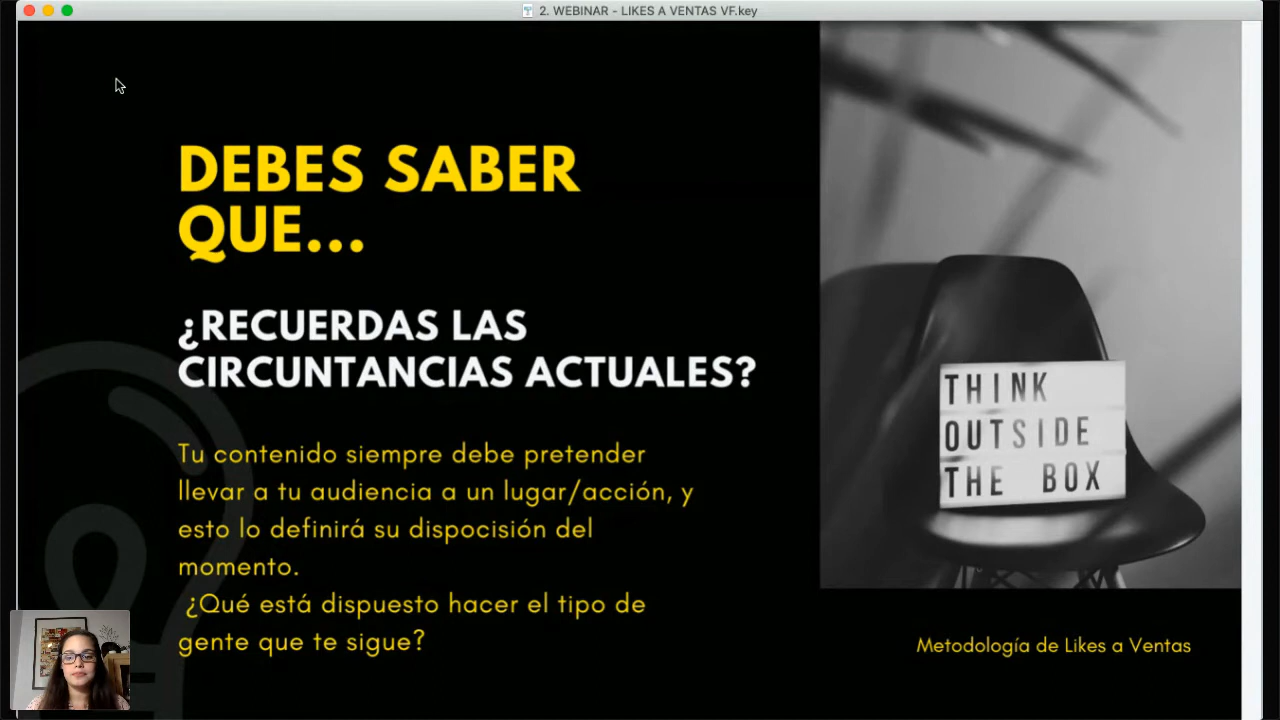 2. WEBINAR - LIKES A VENTAS VF.key
DEBES SABER
QUE...
¿RECUERDAS LAS
CIRCUNTANCIAS ACTUALES?
Tu contenido siempre debe pretender
llevar a tu audiencia a un lugar/acción, y
esto lo definirá su dispocisión del
momento.
¿Qué está dispuesto hacer el tipo de
gente que te sigue?
THINK
OUTSIDE
THE BOX
Metodología de Likes a Ventas